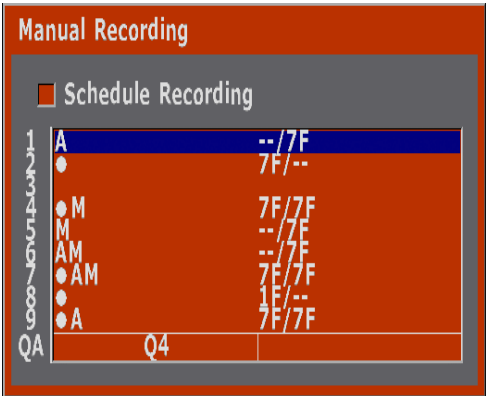 Manual Recording
Schedule Recording
1 A --/7F
2 ● 7F/--
3
4 ● M 7F/7F
5 M --/7F
6 AM --/7F
7 ● AM 7F/7F
8 ● 1F/--
9 ● A 7F/7F
QA Q4